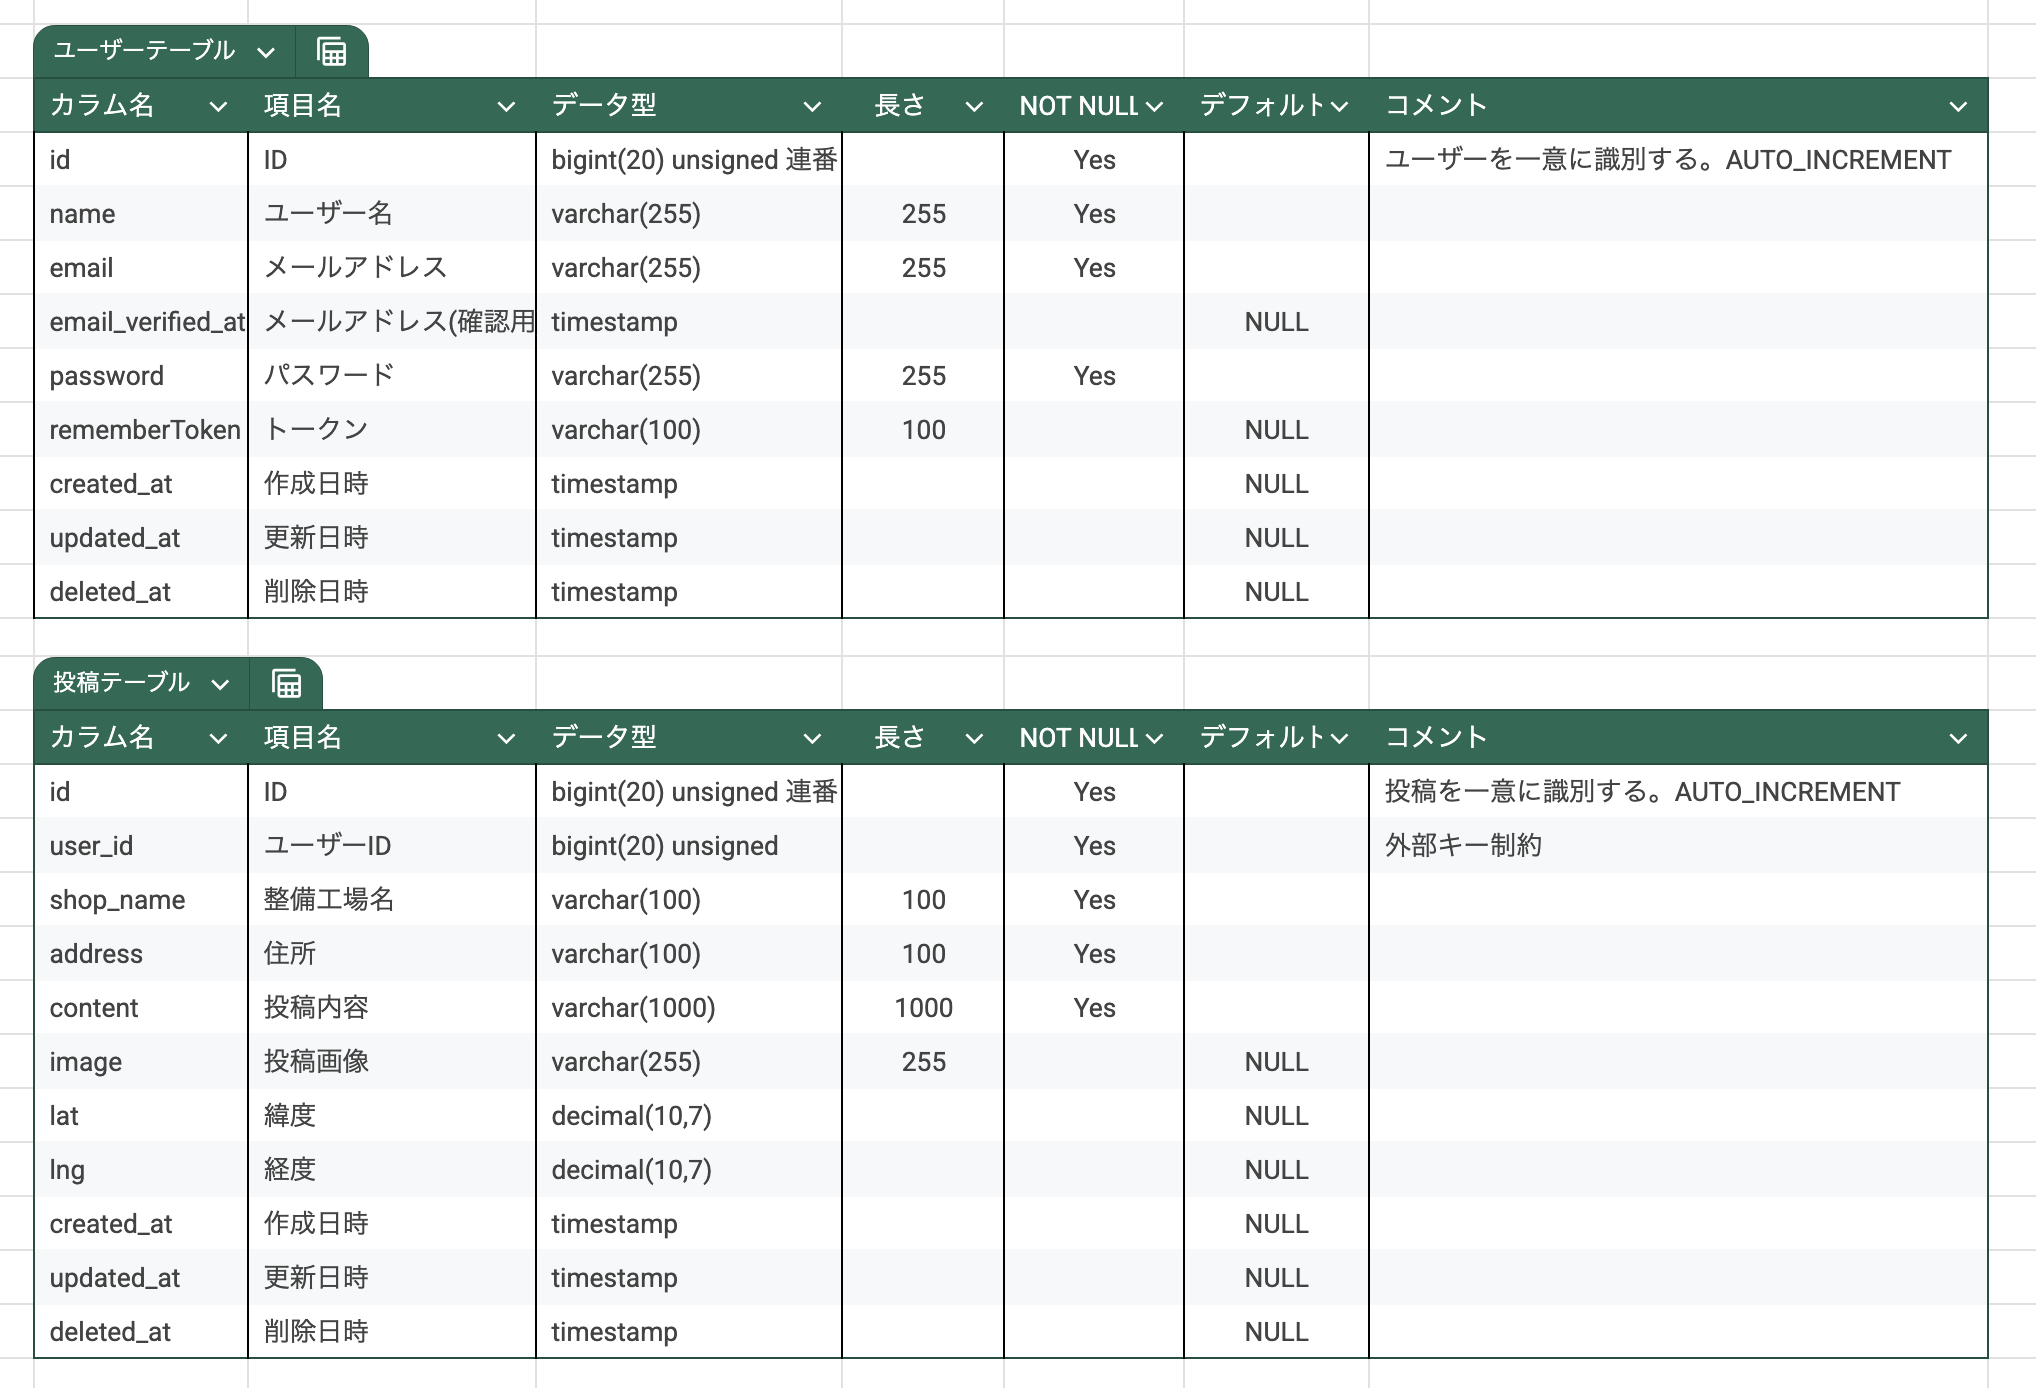 ユーザーテーブル
カラム名 項目名 データ型 長さ NOT NULL デフォルト コメント
id ID bigint(20) unsigned 連番 Yes ユーザーを一意に識別する。AUTO_INCREMENT
name ユーザー名 varchar(255) 255 Yes
email メールアドレス varchar(255) 255 Yes
email_verified_at メールアドレス(確認用 timestamp NULL
password パスワード varchar(255) 255 Yes
rememberToken トークン varchar(100) 100 NULL
created_at 作成日時 timestamp NULL
updated_at 更新日時 timestamp NULL
deleted_at 削除日時 timestamp NULL
投稿テーブル
カラム名 項目名 データ型 長さ NOT NULL デフォルト コメント
id ID bigint(20) unsigned 連番 Yes 投稿を一意に識別する。AUTO_INCREMENT
user_id ユーザーID bigint(20) unsigned Yes 外部キー制約
shop_name 整備工場名 varchar(100) 100 Yes
address 住所 varchar(100) 100 Yes
content 投稿内容 varchar(1000) 1000 Yes
image 投稿画像 varchar(255) 255 NULL
lat 緯度 decimal(10,7) NULL
lng 経度 decimal(10,7) NULL
created_at 作成日時 timestamp NULL
updated_at 更新日時 timestamp NULL
deleted_at 削除日時 timestamp NULL